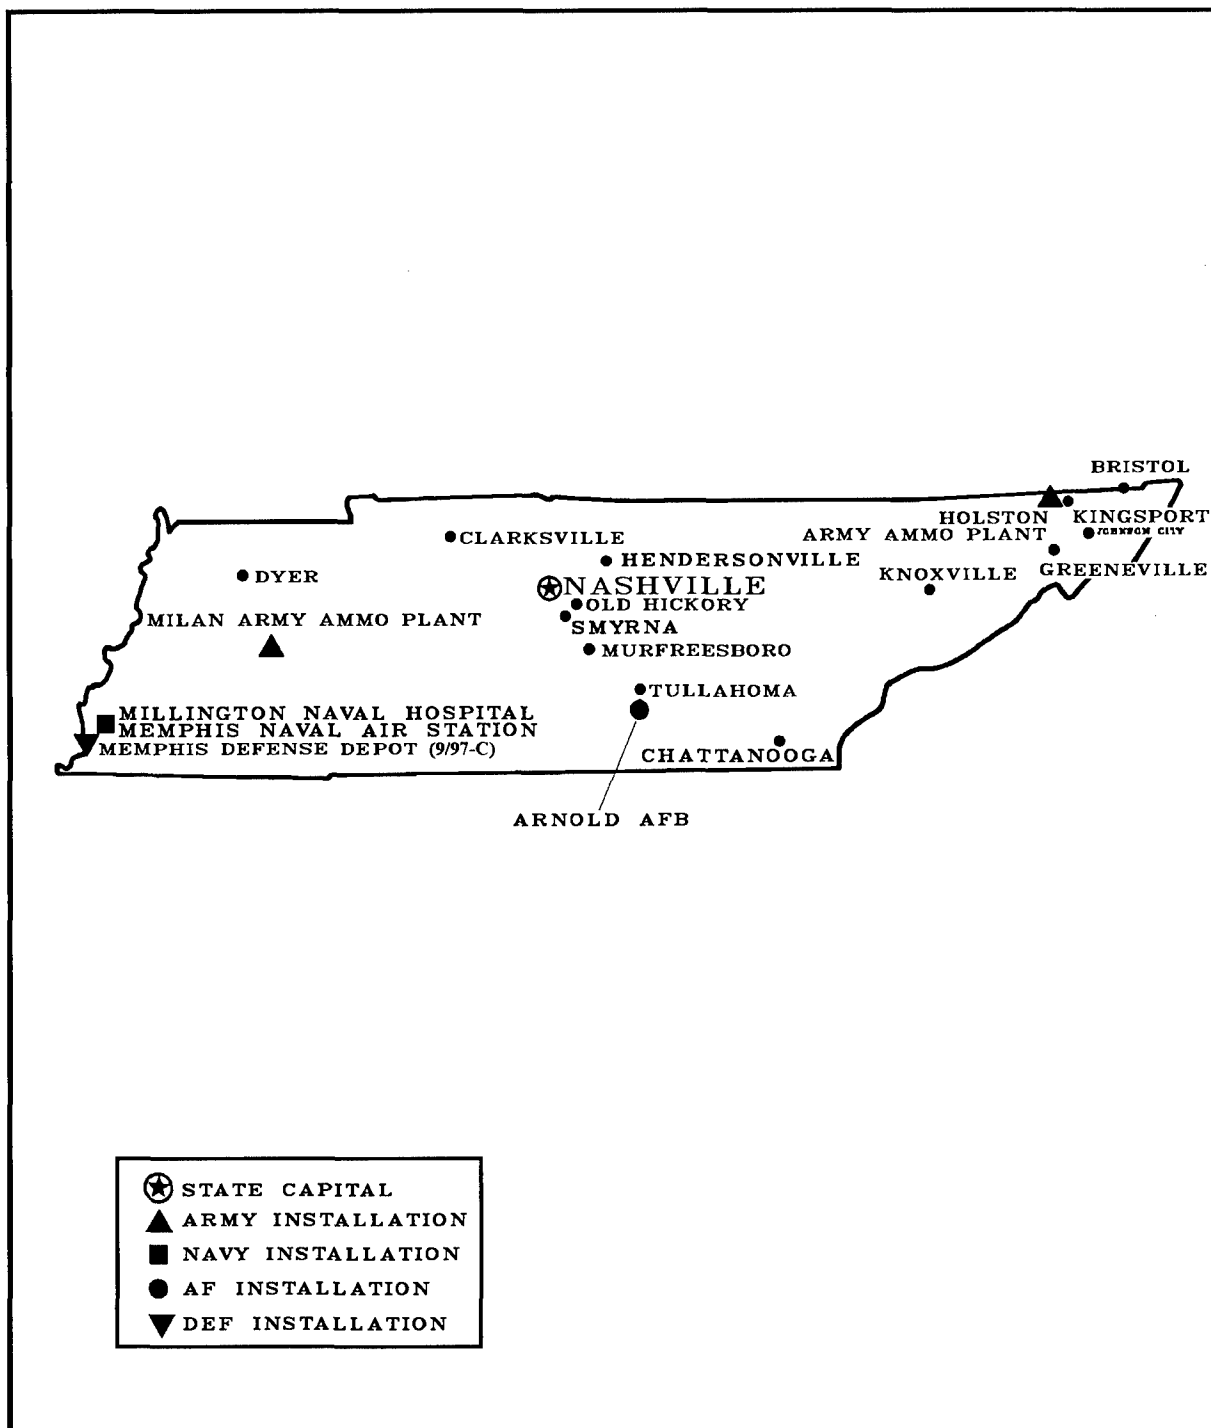 BRISTOL
HOLSTON
KINGSPORT
ARMY AMMO PLANT
JOHNSON CITY
CLARKSVILLE
HENDERSONVILLE
DYER
KNOXVILLE
GREENEVILLE
NASHVILLE
OLD HICKORY
MILAN ARMY AMMO PLANT
SMYRNA
MURFREESBORO
TULLAHOMA
MILLINGTON NAVAL HOSPITAL
MEMPHIS NAVAL AIR STATION
MEMPHIS DEFENSE DEPOT (9/97-C)
CHATTANOOGA
ARNOLD AFB
STATE CAPITAL
ARMY INSTALLATION
NAVY INSTALLATION
AF INSTALLATION
DEF INSTALLATION